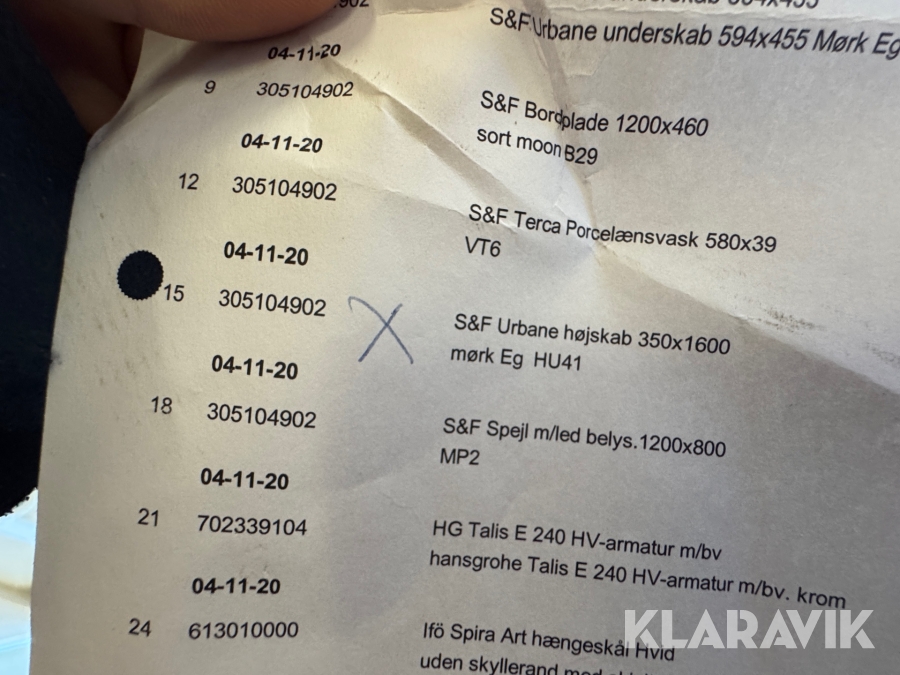 S&F Urbane underskab 594x455 Mørk Eg
04-11-20
9 305104902 S&F Bordplade 1200x460
sort moon B29
04-11-20
12 305104902 S&F Terca Porcelænsvask 580x39
VT6
04-11-20
15 305104902 S&F Urbane højskab 350x1600
mørk Eg HU41
04-11-20
18 305104902 S&F Spejl m/led belys.1200x800
MP2
04-11-20
21 702339104 HG Talis E 240 HV-armatur m/bv
hansgrohe Talis E 240 HV-armatur m/bv. krom
04-11-20
24 613010000 Ifö Spira Art hængeskål Hvid
uden skyllerand
KLARAVIK